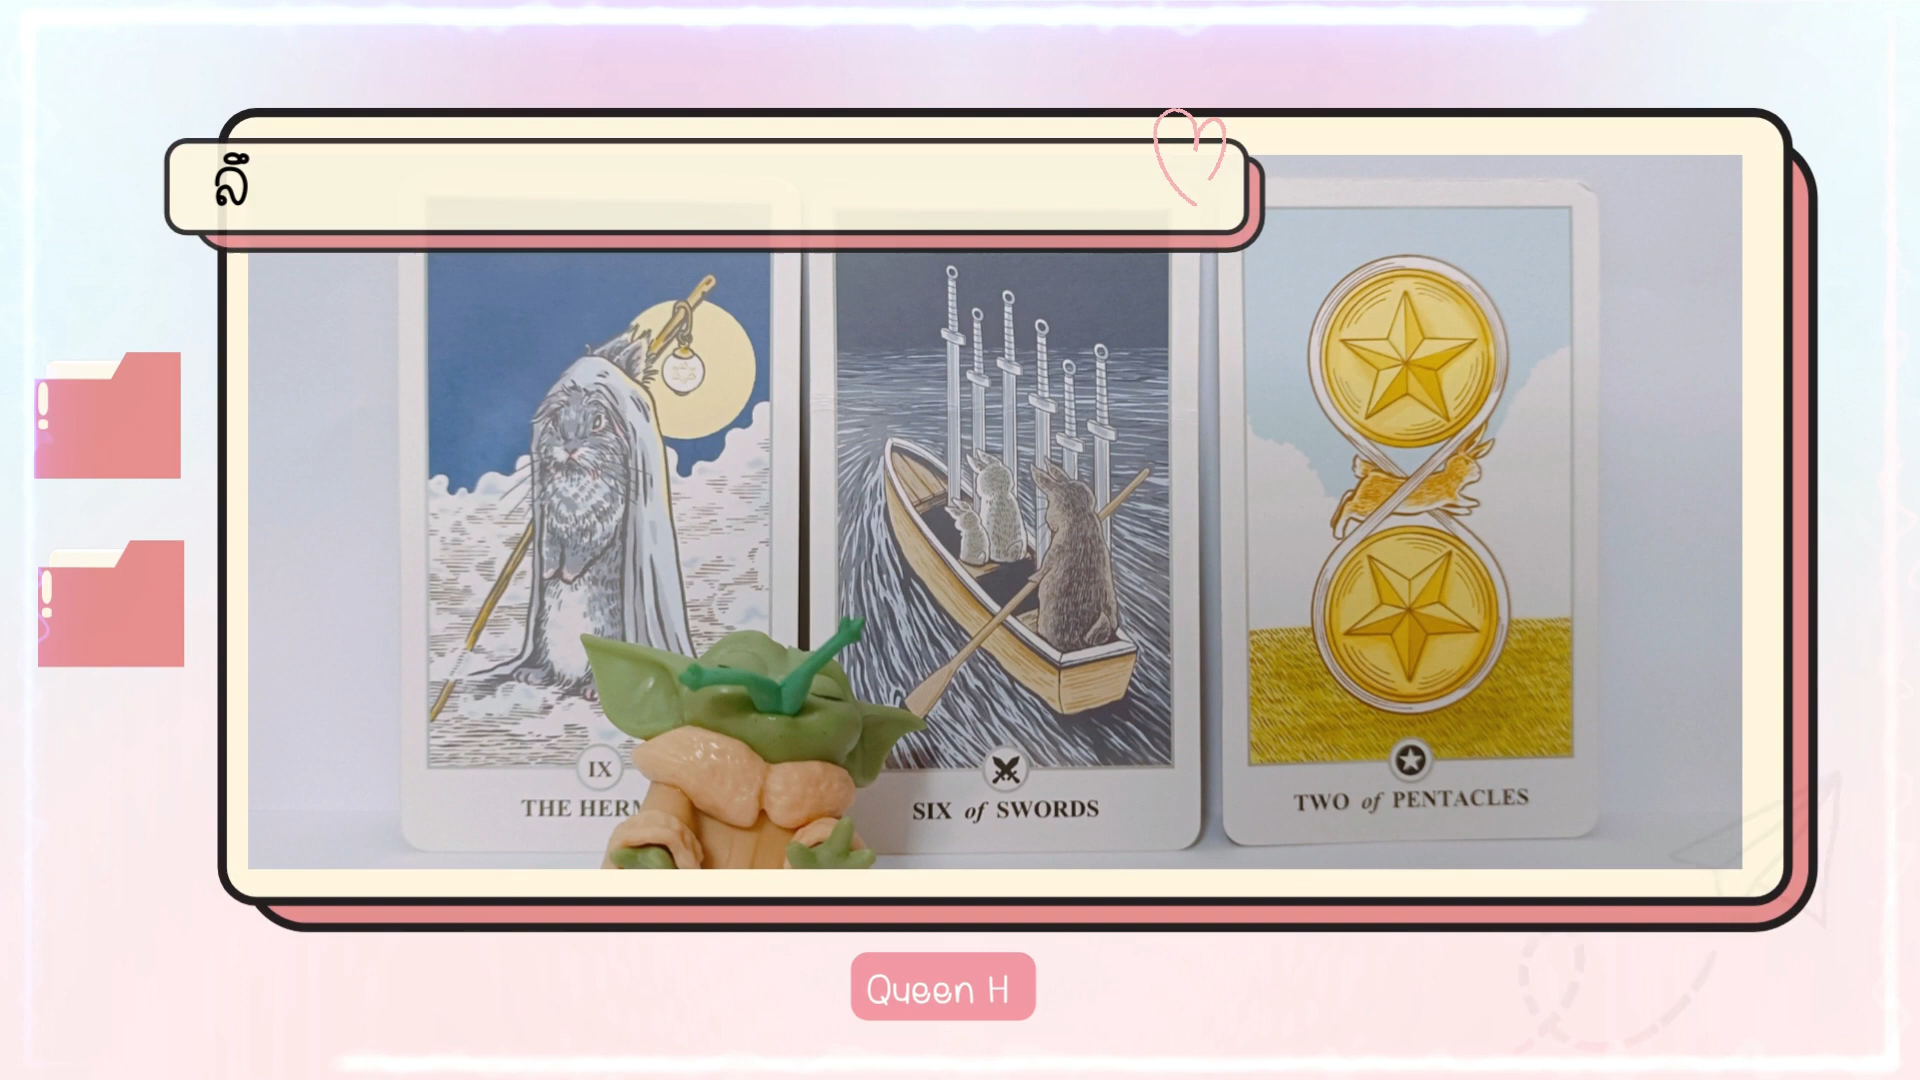 ลึ
IX
THE HERM
SIX of SWORDS
TWO of PENTACLES
Queen H